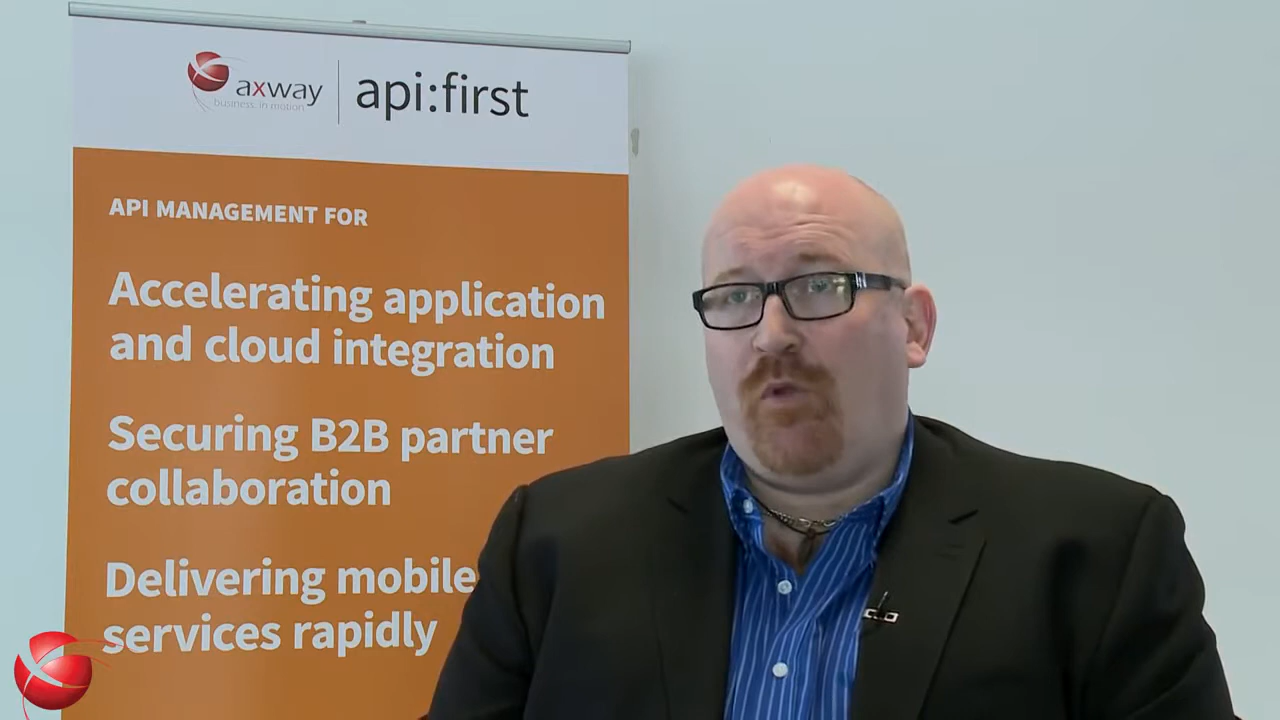 axway
business. in motion
api:first
API MANAGEMENT FOR
Accelerating application
and cloud integration
Securing B2B partner
collaboration
Delivering mobile
services rapidly